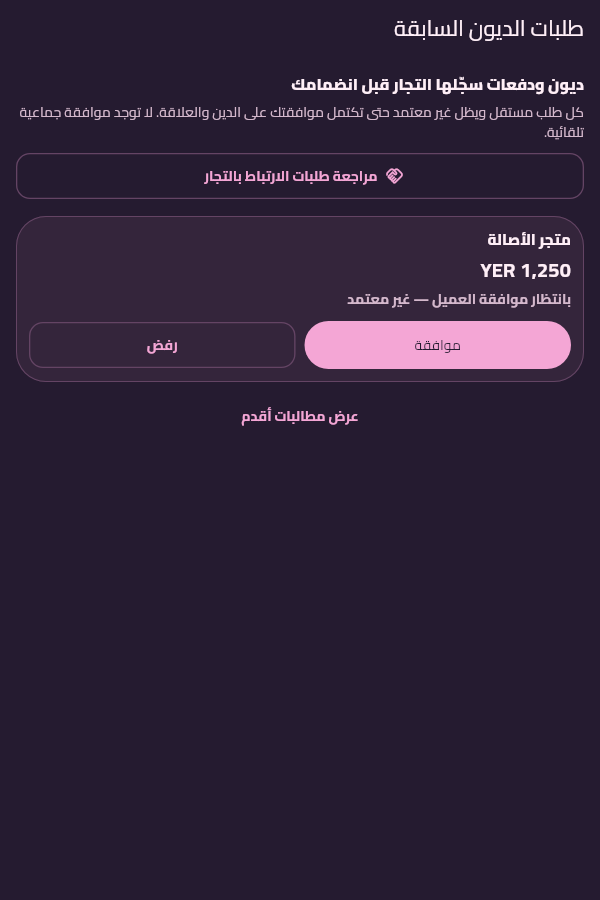 طلبات الديون السابقة
ديون ودفعات سجّلها التجار قبل انضمامك
كل طلب مستقل ويظل غير معتمد حتى تكتمل موافقتك على الدين والعلاقة. لا توجد موافقة جماعية
تلقائية.
مراجعة طلبات الارتباط بالتجار
متجر الأصالة
YER 1,250
بانتظار موافقة العميل — غير معتمد
موافقة
رفض
عرض مطالبات أقدم